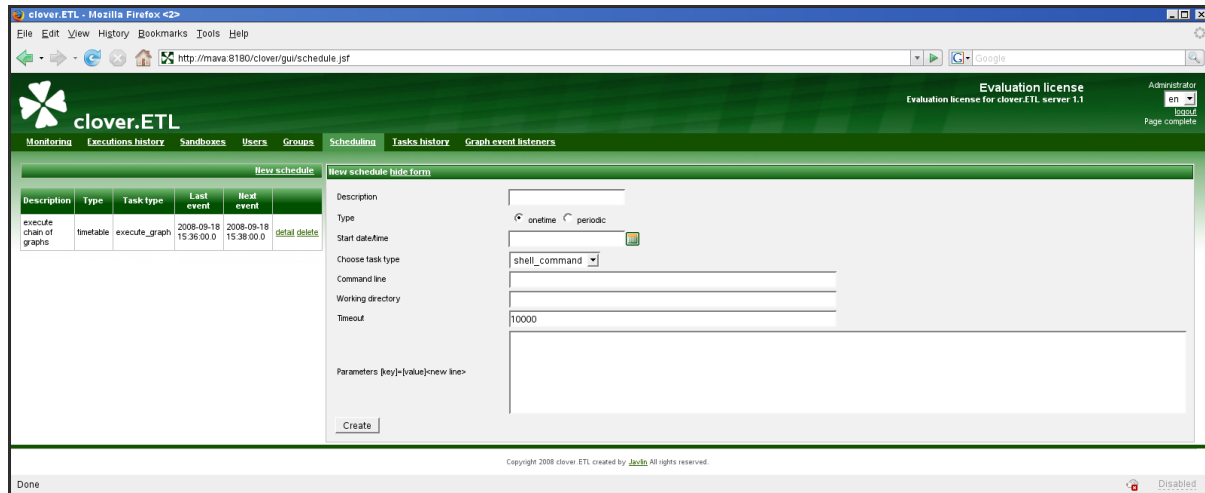 clover.ETL - Mozilla Firefox <2>
File Edit View History Bookmarks Tools Help
http://mava:8180/clover/gui/schedule.jsf
G Google
clover.ETL
Evaluation license
Evaluation license for clover.ETL server 1.1
Administrator
en
logout
Page complete
Monitoring Executions history Sandboxes Users Groups Scheduling Tasks history Graph event listeners
New schedule
Description Type Task type Last event Next event
execute chain of graphs timetable execute_graph 2008-09-18 15:36:00.0 2008-09-18 15:38:00.0 detail delete
New schedule hide form
Description
Type onetime periodic
Start date/time
Choose task type shell_command
Command line
Working directory
Timeout 10000
Parameters [key]=[value]<new line>
Create
Copyright 2008 clover.ETL created by Javlin All rights reserved.
Done Disabled